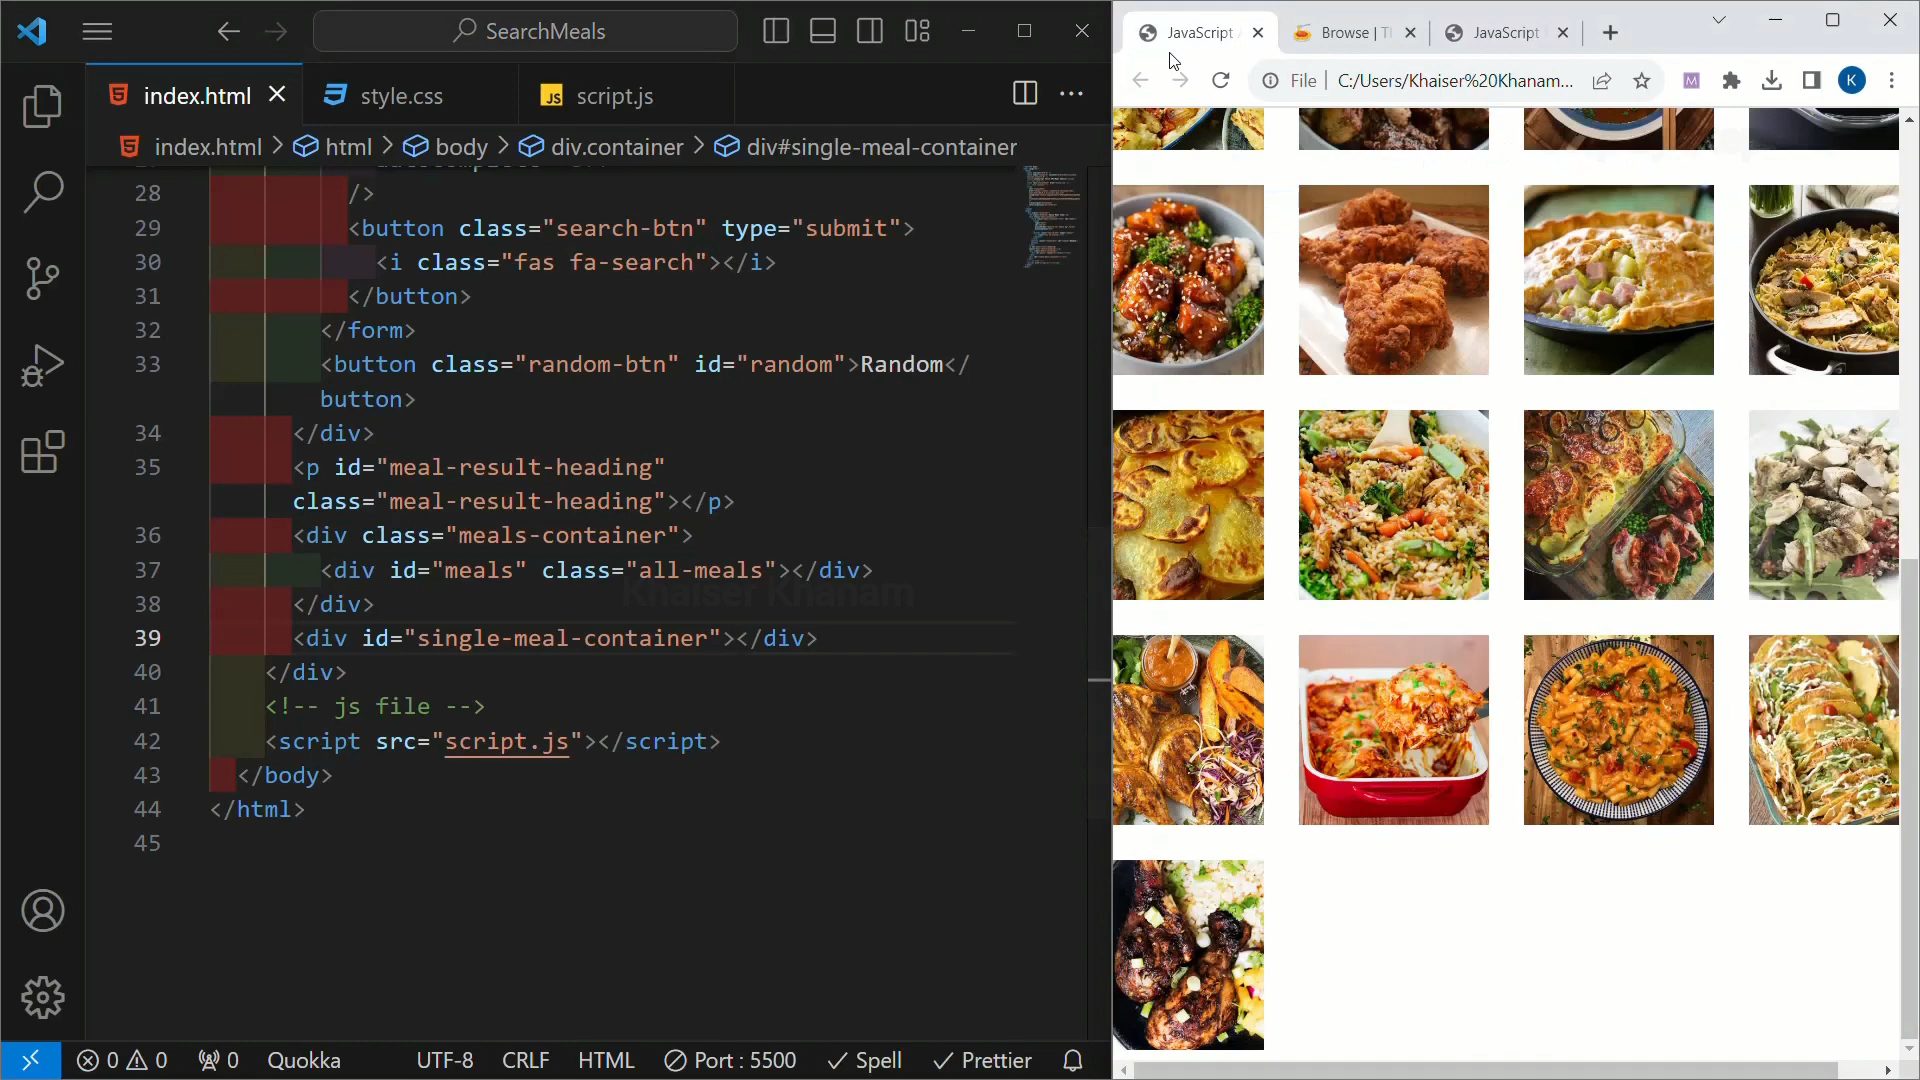 SearchMeals
index.html
style.css
JS script.js
index.html > html > body > div.container > div#single-meal-container
28 />
29 <button class="search-btn" type="submit">
30 <i class="fas fa-search"></i>
31 </button>
32 </form>
33 <button class="random-btn" id="random">Random</
button>
34 </div>
35 <p id="meal-result-heading"
class="meal-result-heading"></p>
36 <div class="meals-container">
37 <div id="meals" class="all-meals"></div>
38 </div>
39 <div id="single-meal-container"></div>
40 </div>
41 <!-- js file -->
42 <script src="script.js"></script>
43 </body>
44 </html>
45
Khaiser Khanam
0 0 0 Quokka UTF-8 CRLF HTML Port : 5500 Spell Prettier
JavaScript
Browse | T
JavaScript
File C:/Users/Khaiser%20Khanam... M K